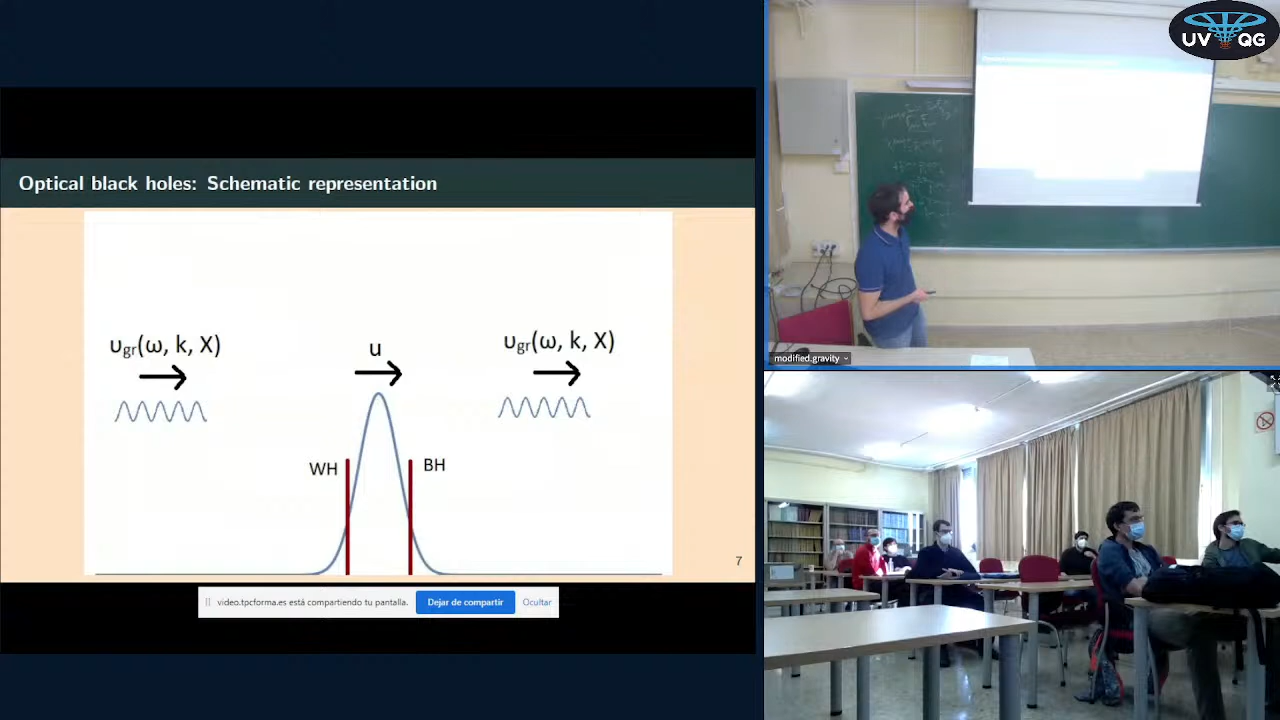 Optical black holes: Schematic representation
υgr(ω, k, X)
u
υgr(ω, k, X)
WH
BH
7
video.tpcforma.es está compartiendo tu pantalla.
Dejar de compartir
Ocultar
UV QG
modified.gravity